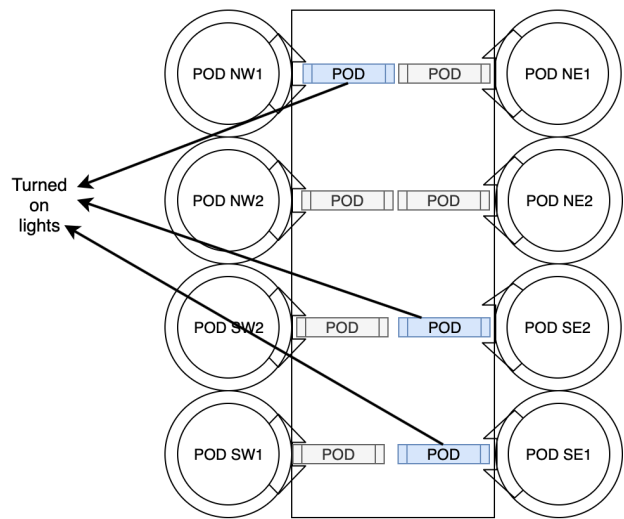 POD NW1
POD
POD
POD NE1
Turned
on
lights
POD NW2
POD
POD
POD NE2
POD SW2
POD
POD
POD SE2
POD SW1
POD
POD
POD SE1